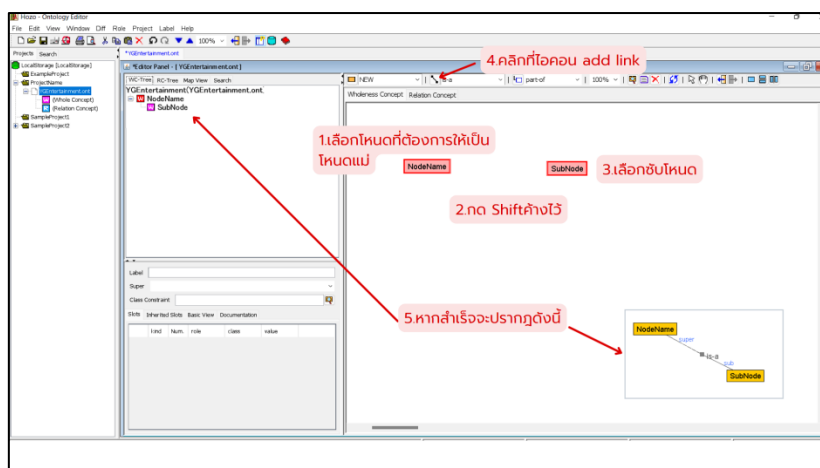 Hozo - Ontology Editor
File Edit View Window Diff Role Project Label Help
100%
Projects Search
*YGEntertainment.ont
LocalStorage [LocalStorage]
ExampleProject
ProjectName
YGEntertainment.ont
(Whole Concept)
(Relation Concept)
SampleProject1
SampleProject2
*Editor Panel - [ YGEntertainment.ont ]
WC-Tree RC-Tree Map View Search
YGEntertainment(YGEntertainment.ont
NodeName
SubNode
NEW is-a part-of 100%
Wholeness Concept Relation Concept
4.คลิกที่ไอคอน add link
1.เลือกโหนดที่ต้องการให้เป็น
โหนดแม่
NodeName
SubNode
3.เลือกซับโหนด
2.กด Shiftค้างไว้
Label
Super
Class Constraint
Slots Inherited Slots Basic View Documentation
kind Num. role class value
5.หากสำเร็จจะปรากฎดังนี้
NodeName
super
is-a
sub
SubNode